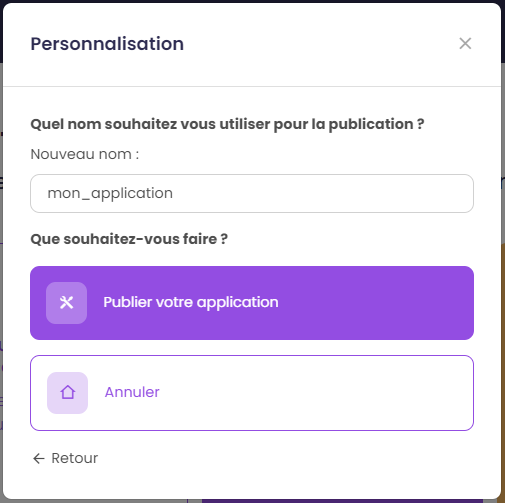 Personnalisation
Quel nom souhaitez vous utiliser pour la publication ?
Nouveau nom :
mon_application
Que souhaitez-vous faire ?
Publier votre application
Annuler
Retour